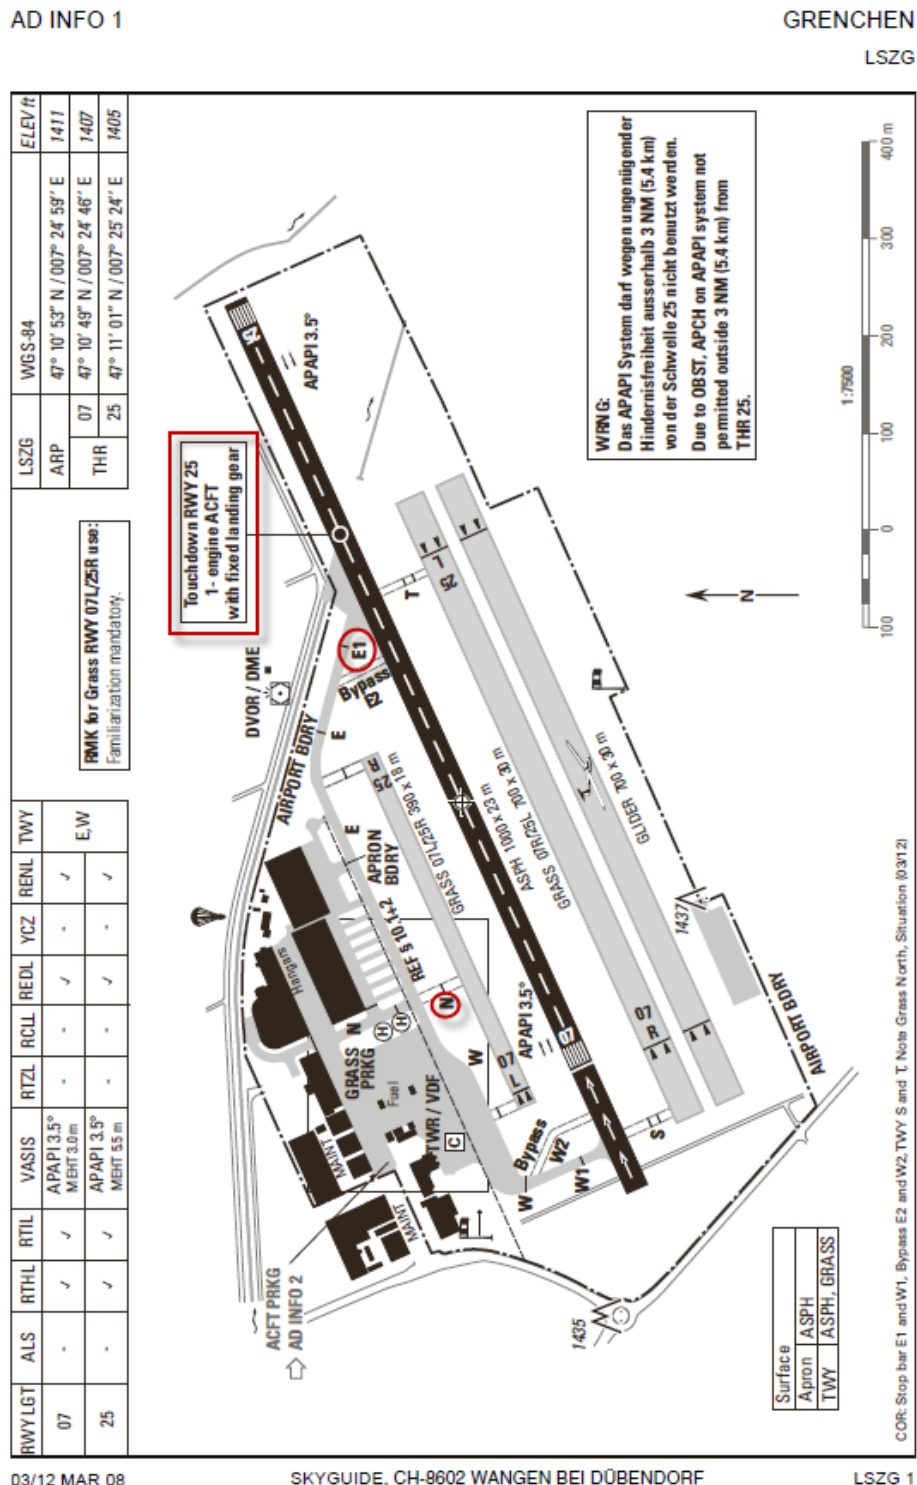 AD INFO 1
GRENCHEN
LSZG
RWY LGT ALS RTHL RTIL VASIS RTZL RCLL REDL YCZ RENL TWY
07 - ✓ ✓ APAPI 3.5° MEHT 3.0 m - - ✓ - ✓ E,W
25 - ✓ ✓ APAPI 3.5° MEHT 5.5 m - - ✓ - ✓
RMK for Grass RWY 07L/25R use:
Familiarization mandatory.
LSZG WGS-84 ELEV ft
ARP 47° 10' 53" N / 007° 24' 59" E 1411
THR 07 47° 10' 49" N / 007° 24' 46" E 1407
25 47° 11' 01" N / 007° 25' 24" E 1405
Touchdown RWY 25
1- engine ACFT
with fixed landing gear
DVOR / DME
AIRPORT BDRY
E1
Bypass
E2
E
E
T
25
APAPI 3.5°
25
L
25
R
APRON
BDRY
REF § 10.1+2
GRASS 07L/25R 390 x 18 m
ASPH 1000 x 23 m
GRASS 07R/25L 700 x 30 m
GLIDER 700 x 30 m
Hangars
N
GRASS
PRKG
H
H
N
Fuel
TWR / VDF
C
MAINT
MAINT
W
07
L
APAPI 3.5°
07
07
R
Bypass
W2
W
W1
S
1437
AIRPORT BDRY
1435
ACFT PRKG
AD INFO 2
N
WRNG:
Das APAPI System darf wegen ungenügender
Hindernisfreiheit ausserhalb 3 NM (5.4 km)
von der Schwelle 25 nicht benutzt werden.
Due to OBST, APCH on APAPI system not
permitted outside 3 NM (5.4 km) from
THR 25.
1:7500
100 0 100 200 300 400 m
Surface
Apron ASPH
TWY ASPH, GRASS
COR: Stop bar E1 and W1, Bypass E2 and W2, TWY S and T, Note Grass North, Situation (03/12)
03/12 MAR 08
SKYGUIDE, CH-8602 WANGEN BEI DÜBENDORF
LSZG 1